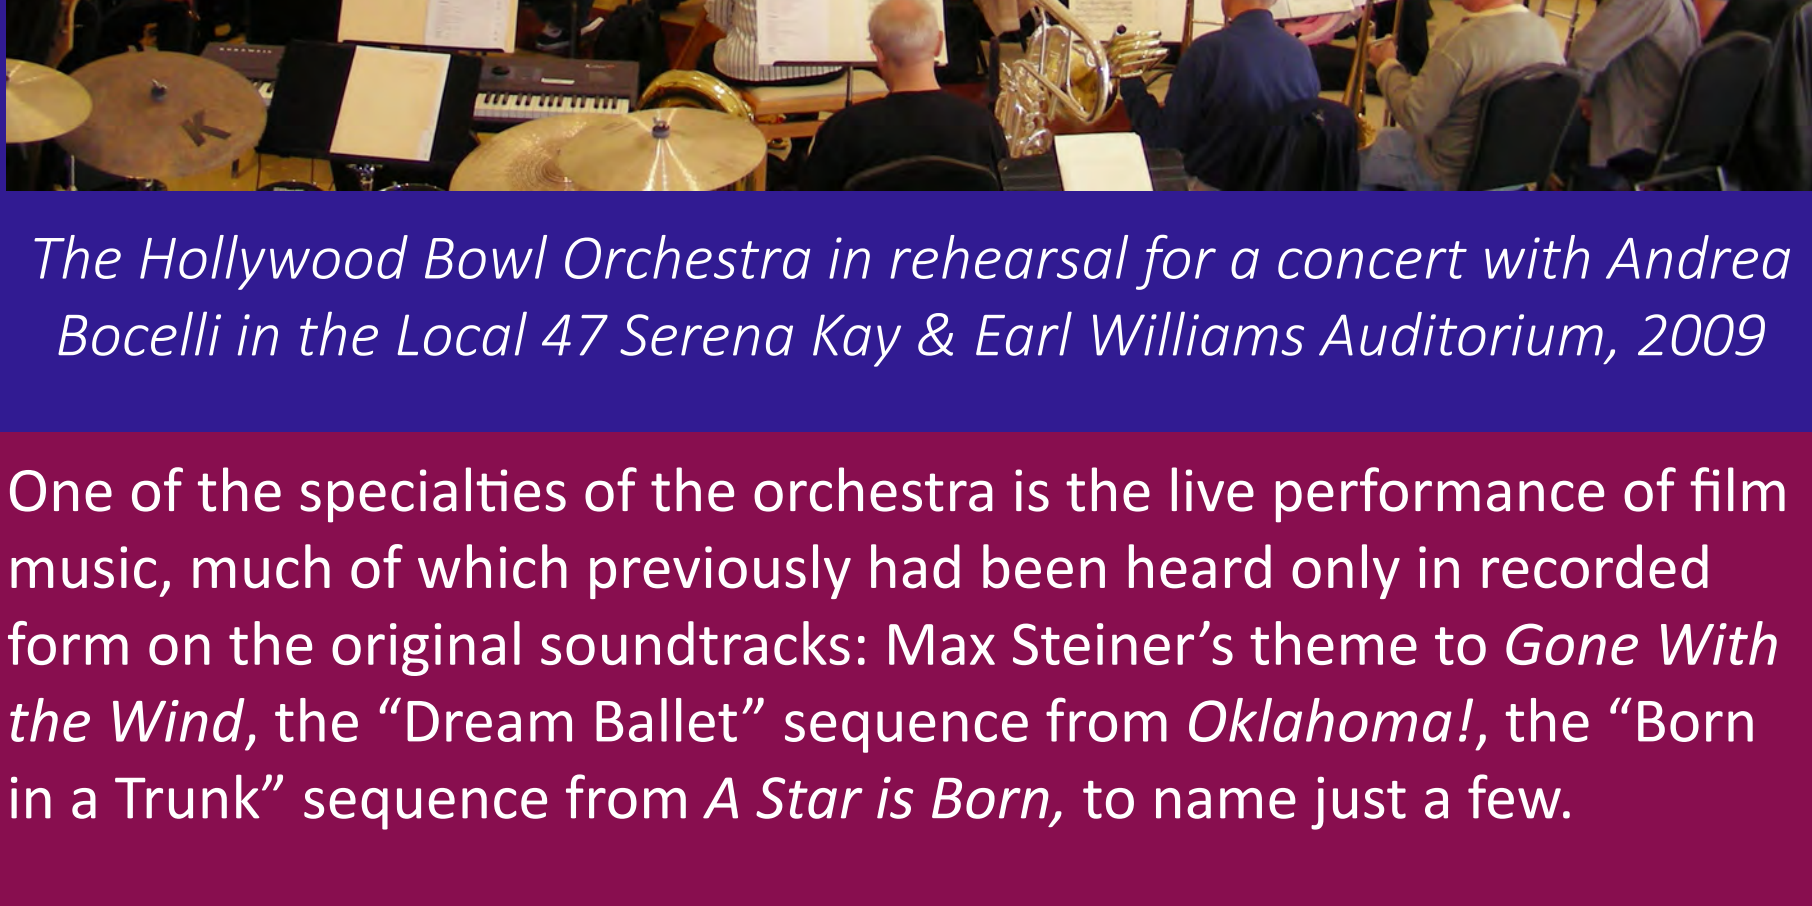 K
The Hollywood Bowl Orchestra in rehearsal for a concert with Andrea
Bocelli in the Local 47 Serena Kay & Earl Williams Auditorium, 2009
One of the specialties of the orchestra is the live performance of film
music, much of which previously had been heard only in recorded
form on the original soundtracks: Max Steiner’s theme to Gone With
the Wind, the “Dream Ballet” sequence from Oklahoma!, the “Born
in a Trunk” sequence from A Star is Born, to name just a few.